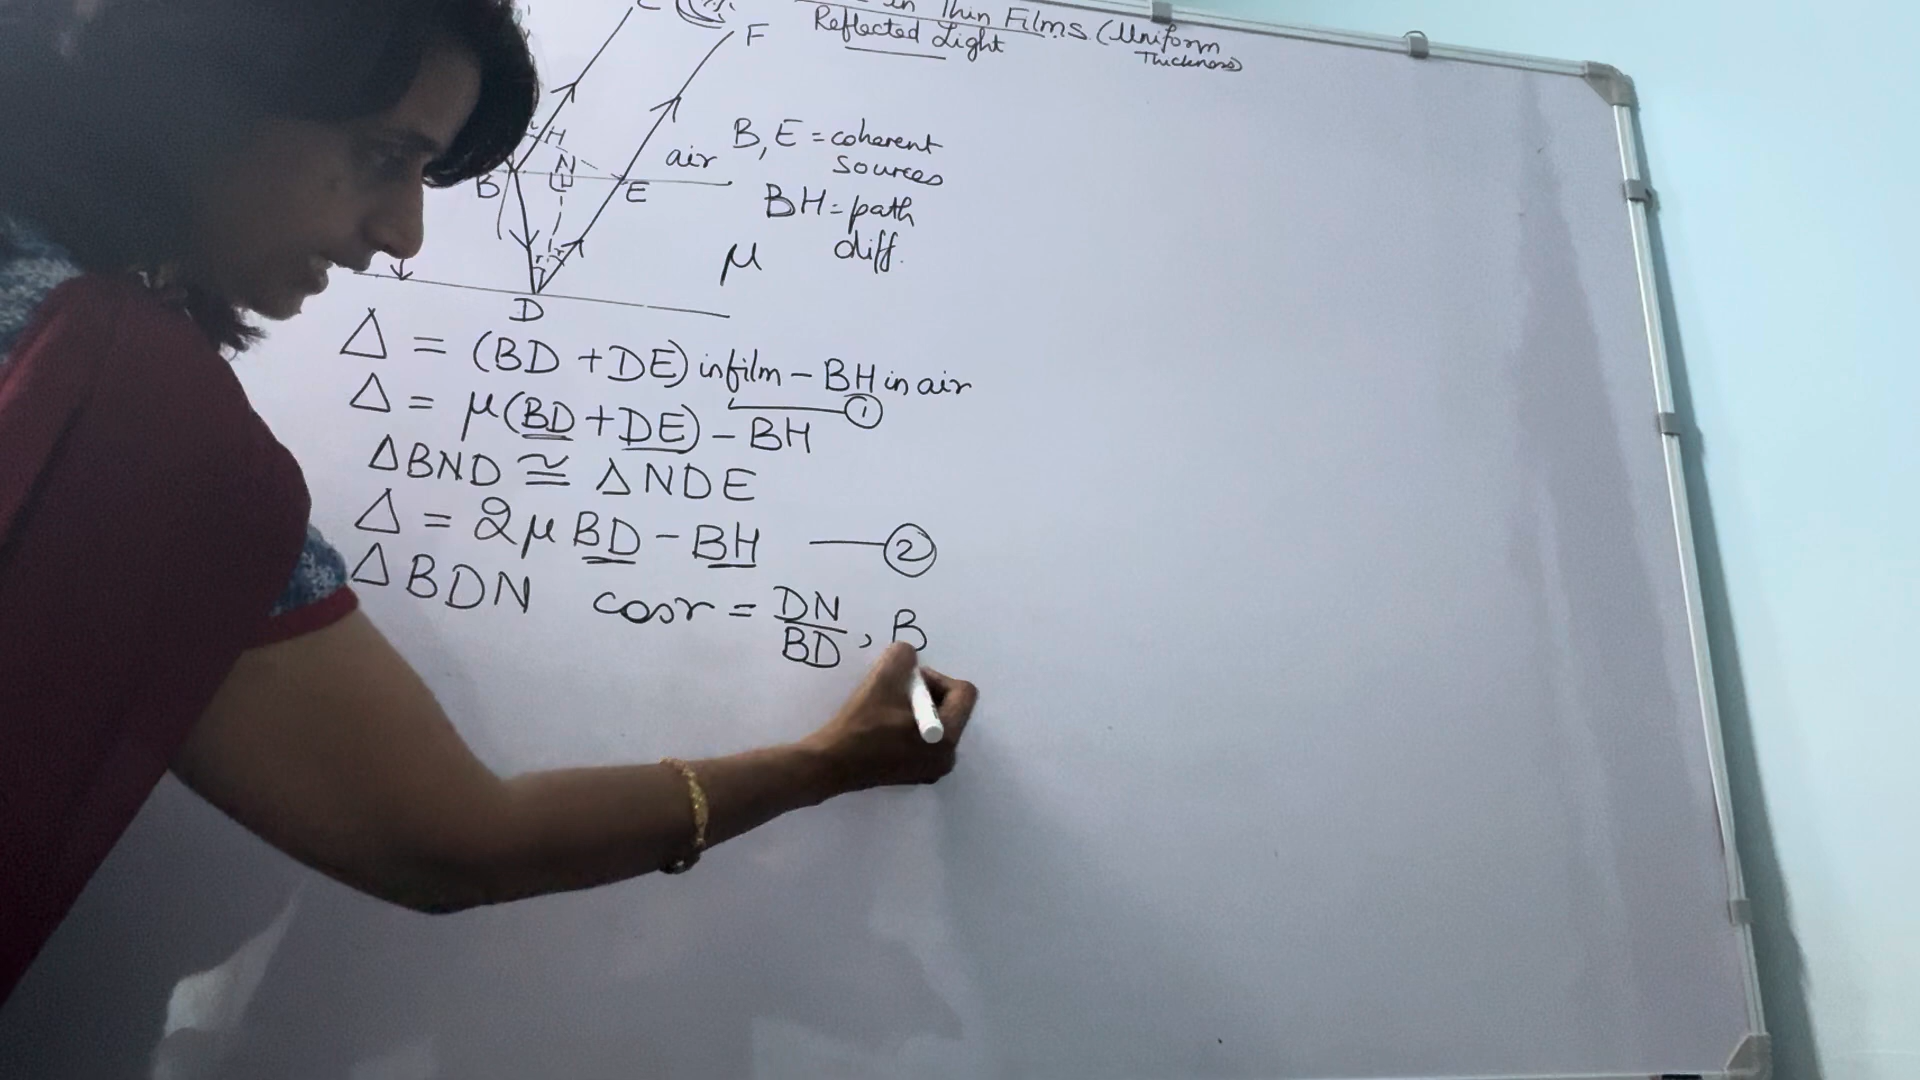 in Thin Films (Uniform
Thickness)
Reflected Light
F
H
N
B
E
air
r r
D
μ
B, E = coherent
sources
BH = path
diff.
Δ = (BD + DE) in film - BH in air
①
Δ = μ(BD + DE) - BH
ΔBND ≅ ΔNDE
Δ = 2μ BD - BH — ②
ΔBDN cosr = DN/BD, B